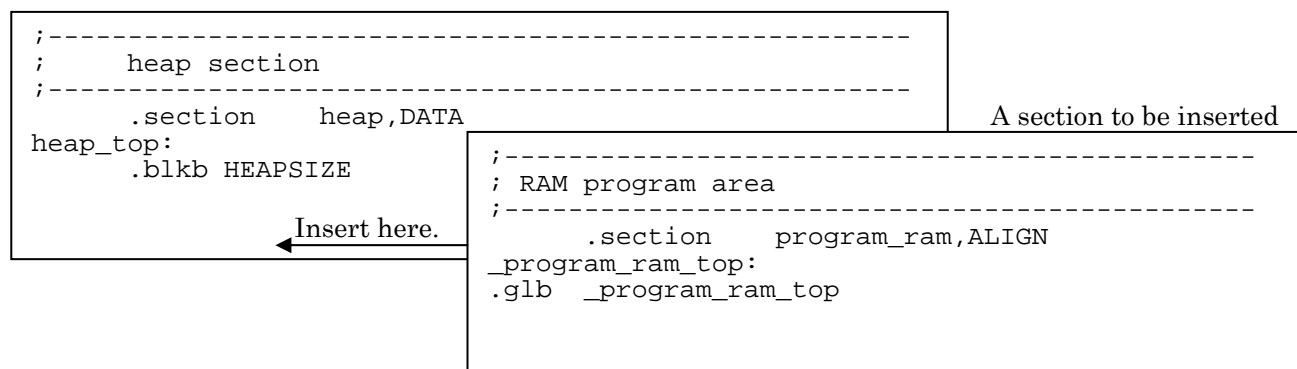 ;------------------------------------------------------
;     heap section
;------------------------------------------------------
      .section    heap,DATA
heap_top:
      .blkb HEAPSIZE
Insert here.
A section to be inserted
;-----------------------------------------------
; RAM program area
;-----------------------------------------------
      .section    program_ram,ALIGN
_program_ram_top:
.glb  _program_ram_top